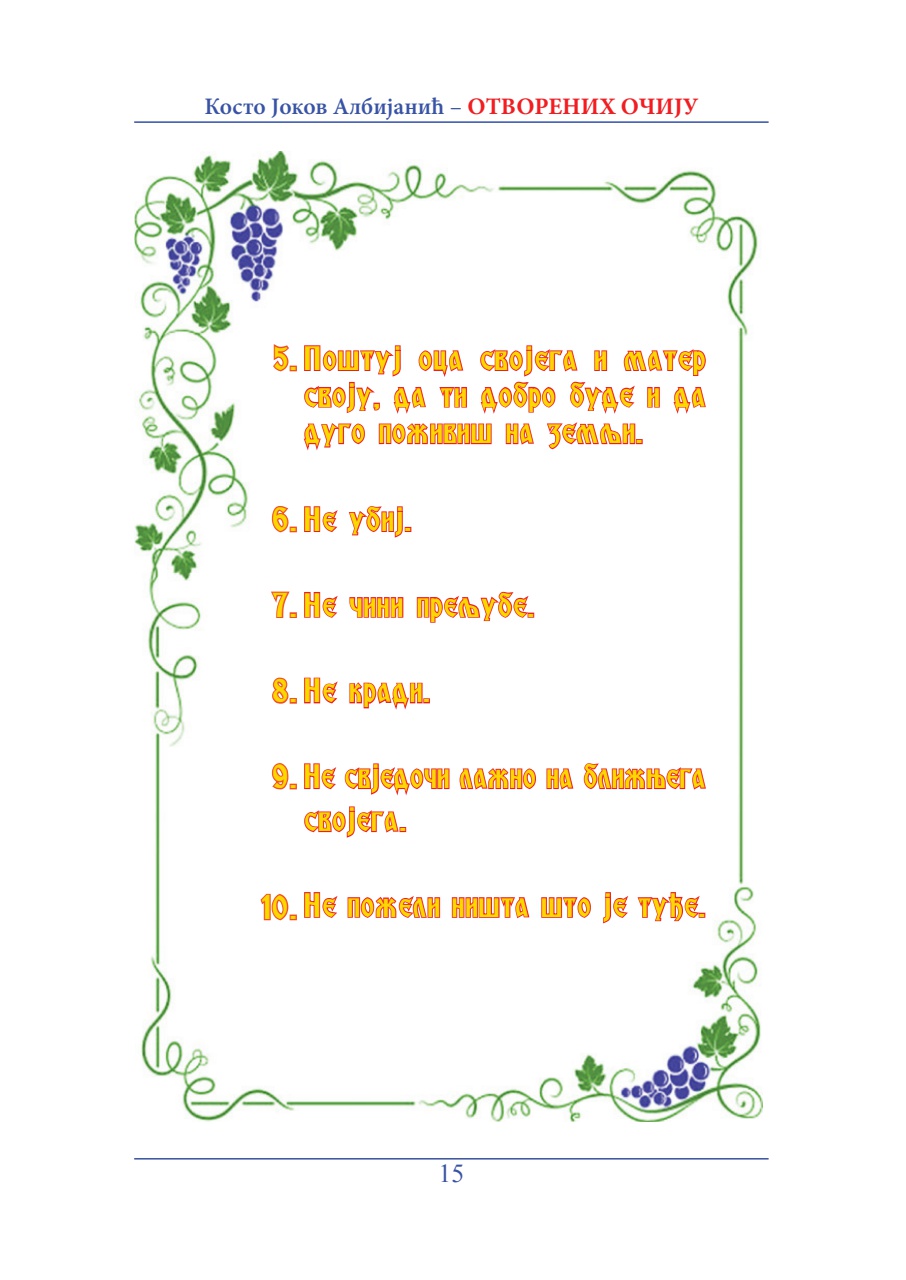 Косто Јоков Албијанић – ОТВОРЕНИХ ОЧИЈУ
5. Поштуј оца својега и матер
своју, да ти добро буде и да
дуго поживиш на земљи.
6. Не убиј.
7. Не чини прељубе.
8. Не кради.
9. Не свједочи лажно на ближњега
својега.
10. Не пожели ништа што је туђе.
15